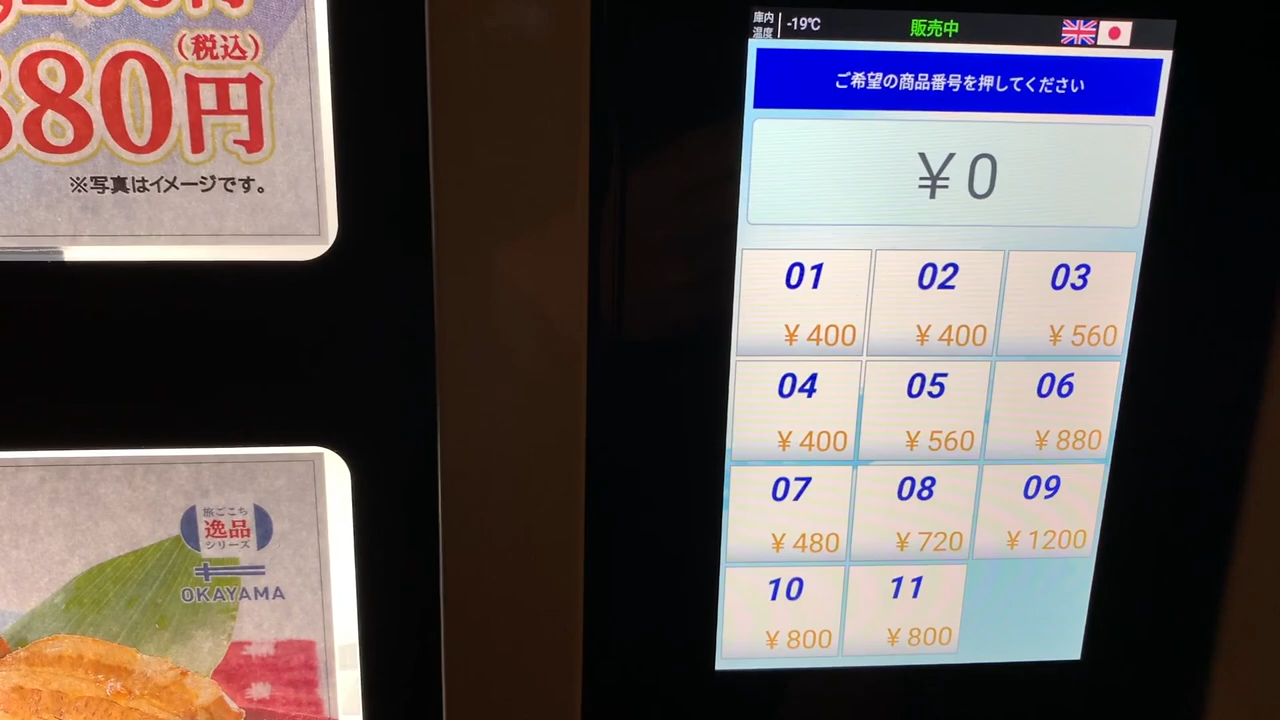 (税込)
880円
※写真はイメージです。
旅ごこち
逸品
シリーズ
OKAYAMA
庫内
温度
-19℃
販売中
ご希望の商品番号を押してください
¥0
01 02 03
¥400 ¥400 ¥560
04 05 06
¥400 ¥560 ¥880
07 08 09
¥480 ¥720 ¥1200
10 11
¥800 ¥800